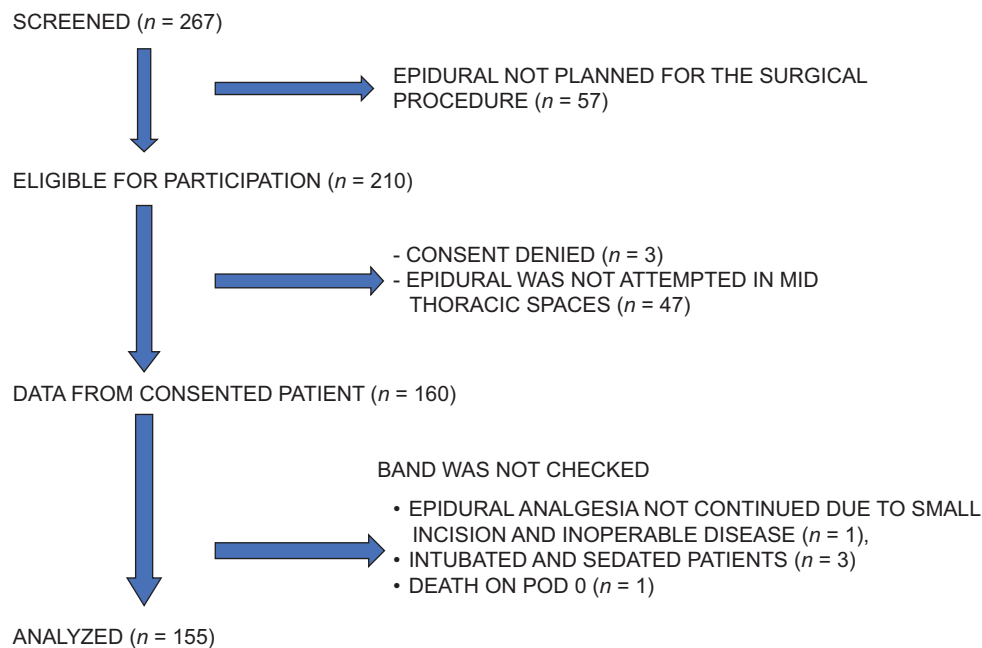 SCREENED (n = 267)
EPIDURAL NOT PLANNED FOR THE SURGICAL
PROCEDURE (n = 57)
ELIGIBLE FOR PARTICIPATION (n = 210)
- CONSENT DENIED (n = 3)
- EPIDURAL WAS NOT ATTEMPTED IN MID
THORACIC SPACES (n = 47)
DATA FROM CONSENTED PATIENT (n = 160)
BAND WAS NOT CHECKED
• EPIDURAL ANALGESIA NOT CONTINUED DUE TO SMALL
INCISION AND INOPERABLE DISEASE (n = 1),
• INTUBATED AND SEDATED PATIENTS (n = 3)
• DEATH ON POD 0 (n = 1)
ANALYZED (n = 155)